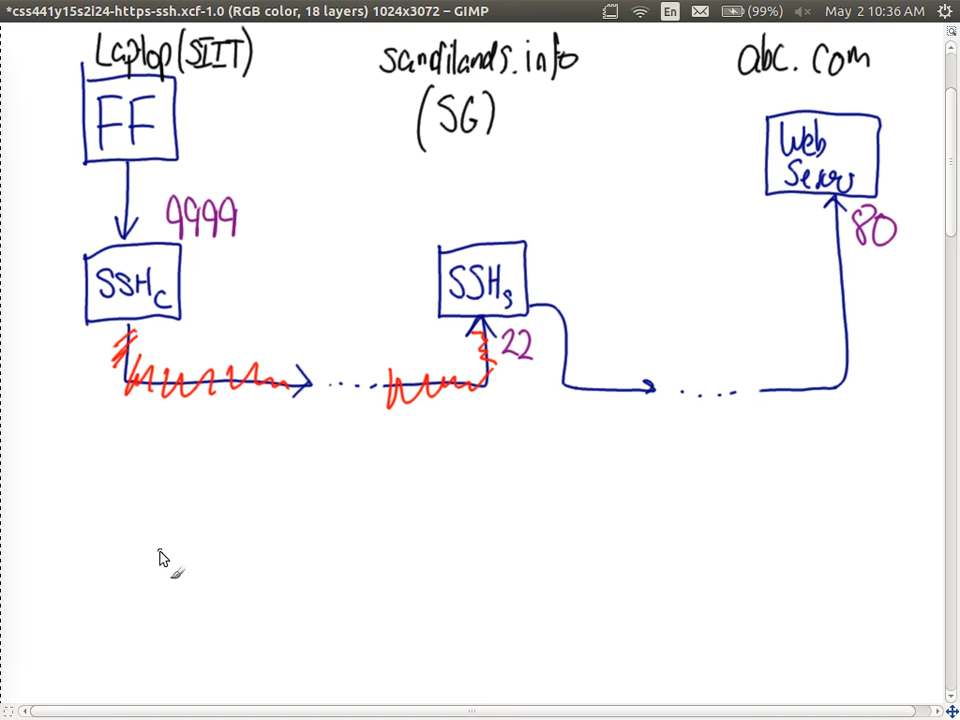 *css441y15s2i24-https-ssh.xcf-1.0 (RGB color, 18 layers) 1024x3072 – GIMP
En
(99%)
May 2 10:36 AM
Laptop (SIIT)
sandilands.info
abc.com
(SG)
FF
Web
Server
9999
80
SSHc
SSHs
22
....
....